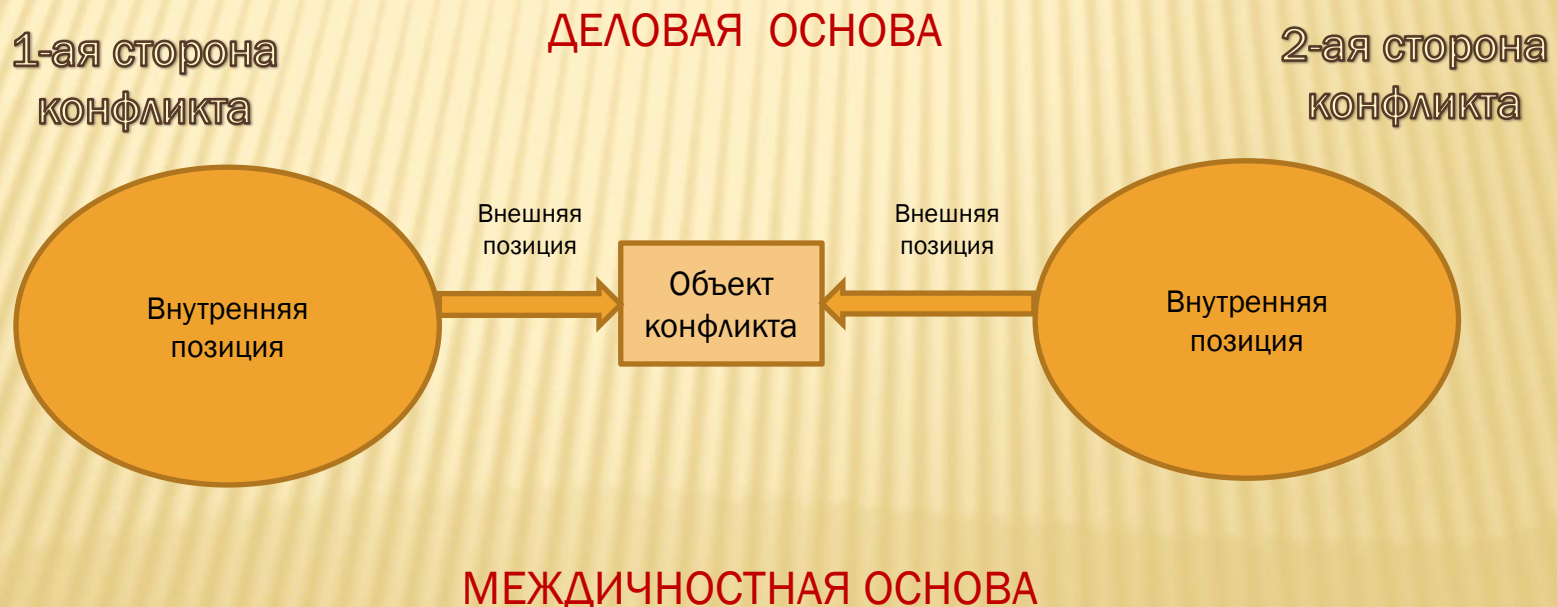 ДЕЛОВАЯ ОСНОВА
1-ая сторона
конфликта
2-ая сторона
конфликта
Внешняя
позиция
Внешняя
позиция
Внутренняя
позиция
Объект
конфликта
Внутренняя
позиция
МЕЖДИЧНОСТНАЯ ОСНОВА